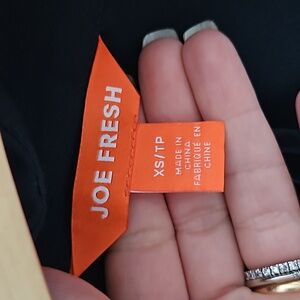 JOE FRESH
XS/TP
MADE IN
CHINA
FABRIQUÉ EN
CHINE